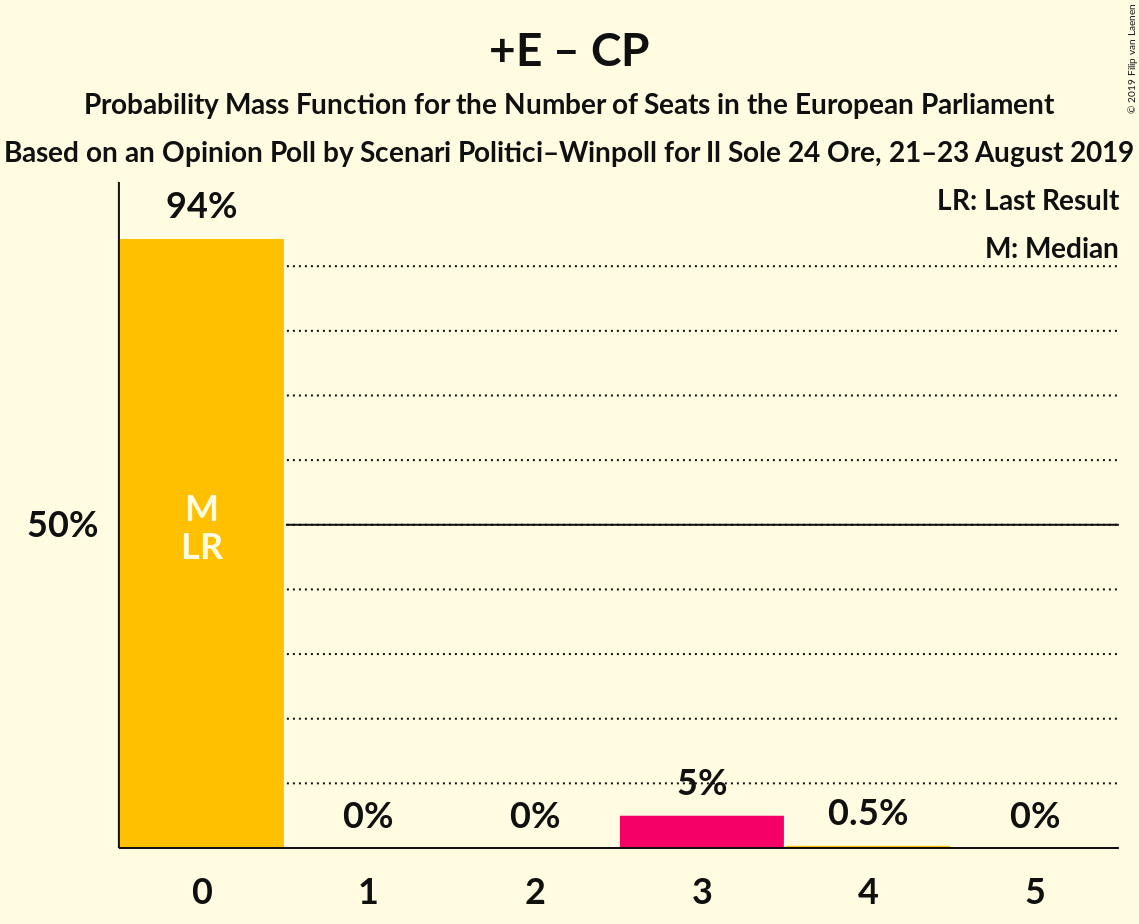 +E – CP
Probability Mass Function for the Number of Seats in the European Parliament
Based on an Opinion Poll by Scenari Politici–Winpoll for Il Sole 24 Ore, 21–23 August 2019
© 2019 Filip van Laenen
LR: Last Result
M: Median
94%
50%
M
LR
0%
0%
5%
0.5%
0%
0
1
2
3
4
5